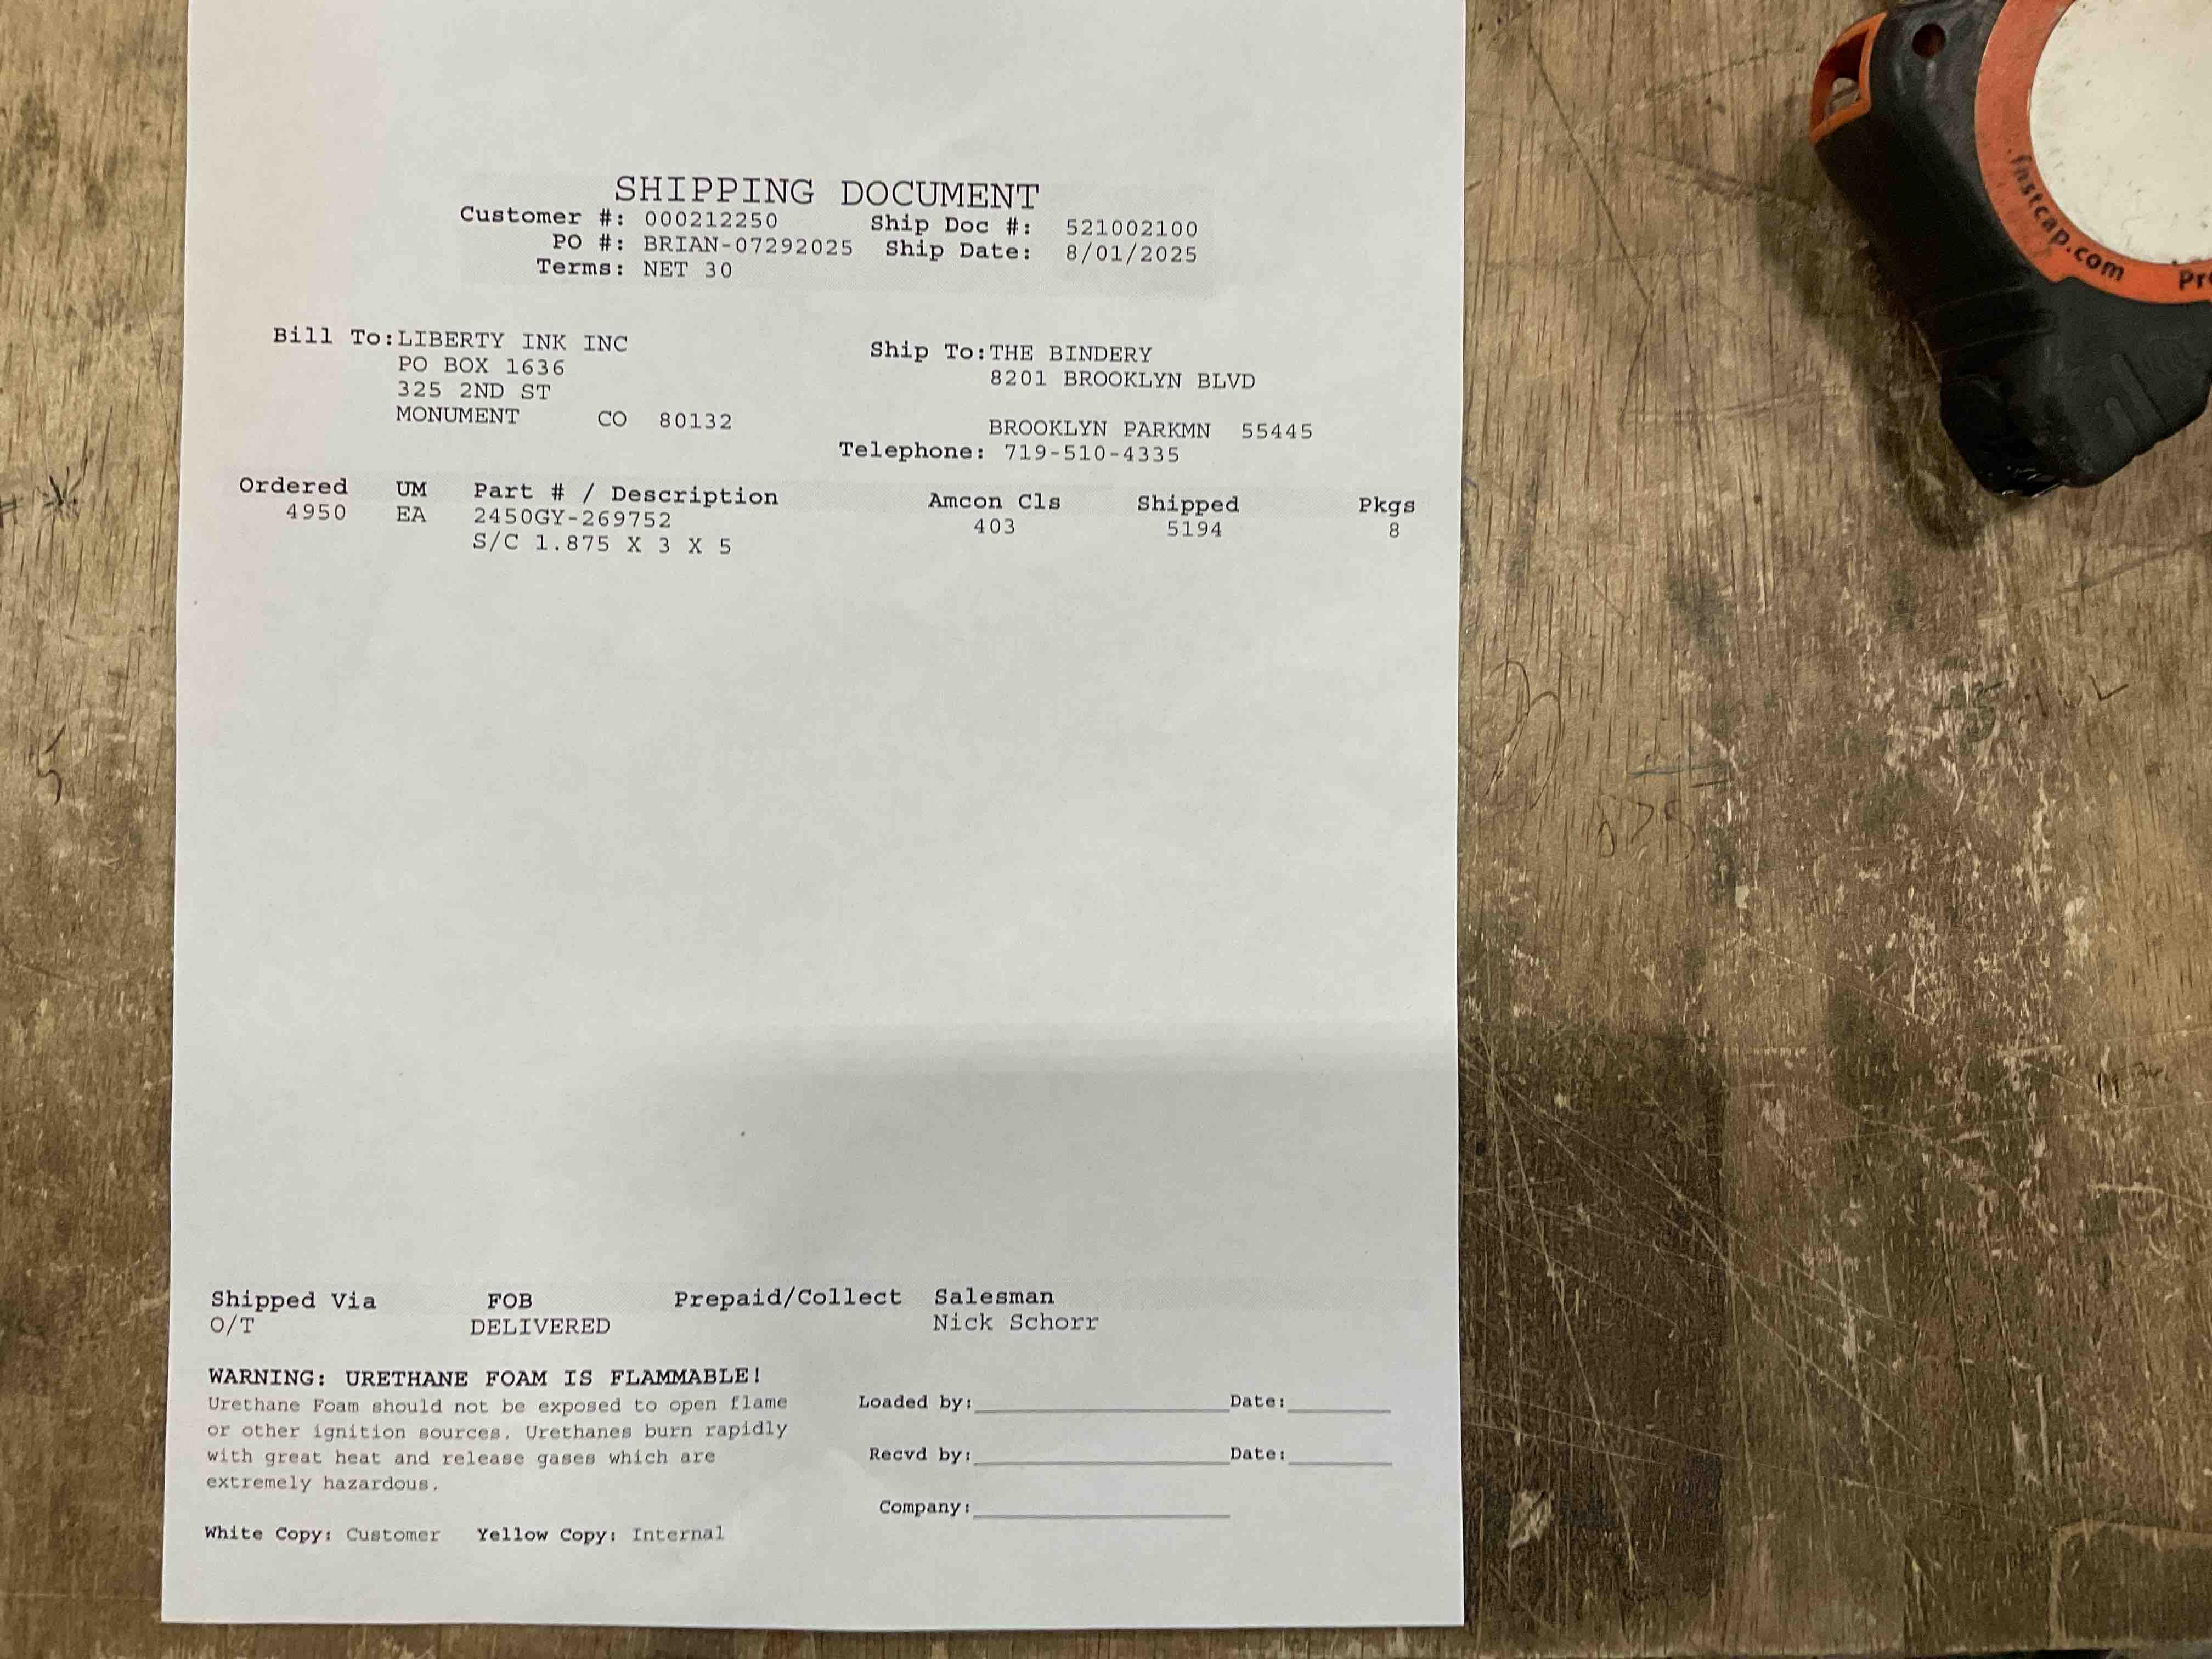 SHIPPING DOCUMENT
Customer #: 000212250 Ship Doc #: 521002100
PO #: BRIAN-07292025 Ship Date: 8/01/2025
Terms: NET 30
Bill To: LIBERTY INK INC
PO BOX 1636
325 2ND ST
MONUMENT CO 80132
Ship To: THE BINDERY
8201 BROOKLYN BLVD
BROOKLYN PARKMN 55445
Telephone: 719-510-4335
Ordered UM Part # / Description Amcon Cls Shipped Pkgs
4950 EA 2450GY-269752 403 5194 8
S/C 1.875 X 3 X 5
Shipped Via FOB Prepaid/Collect Salesman
O/T DELIVERED Nick Schorr
WARNING: URETHANE FOAM IS FLAMMABLE!
Urethane Foam should not be exposed to open flame
or other ignition sources. Urethanes burn rapidly
with great heat and release gases which are
extremely hazardous.
Loaded by: Date:
Recvd by: Date:
Company:
White Copy: Customer Yellow Copy: Internal
fastcap.com